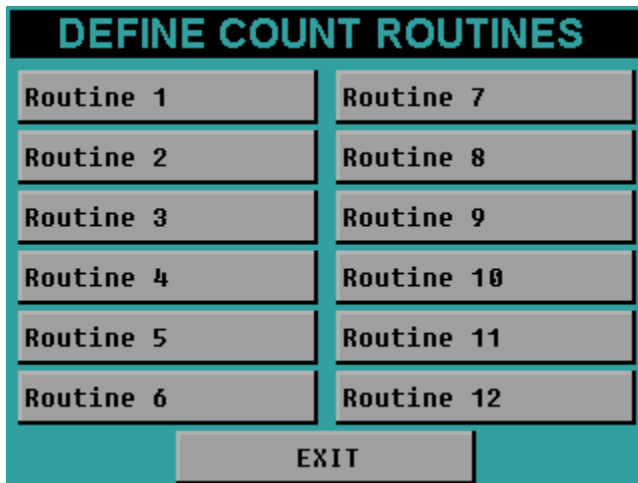 DEFINE COUNT ROUTINES
Routine 1
Routine 2
Routine 3
Routine 4
Routine 5
Routine 6
Routine 7
Routine 8
Routine 9
Routine 10
Routine 11
Routine 12
EXIT